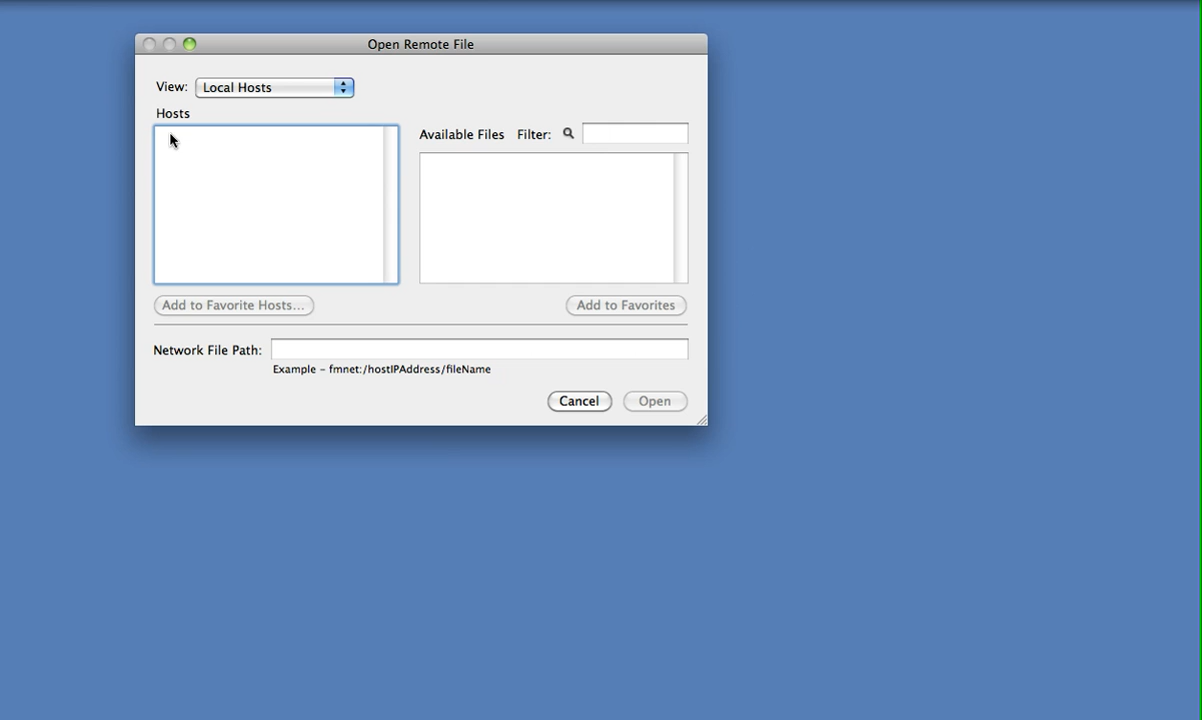 Open Remote File
View: Local Hosts
Hosts
Available Files Filter:
Add to Favorite Hosts...
Add to Favorites
Network File Path:
Example – fmnet:/hostIPAddress/fileName
Cancel Open